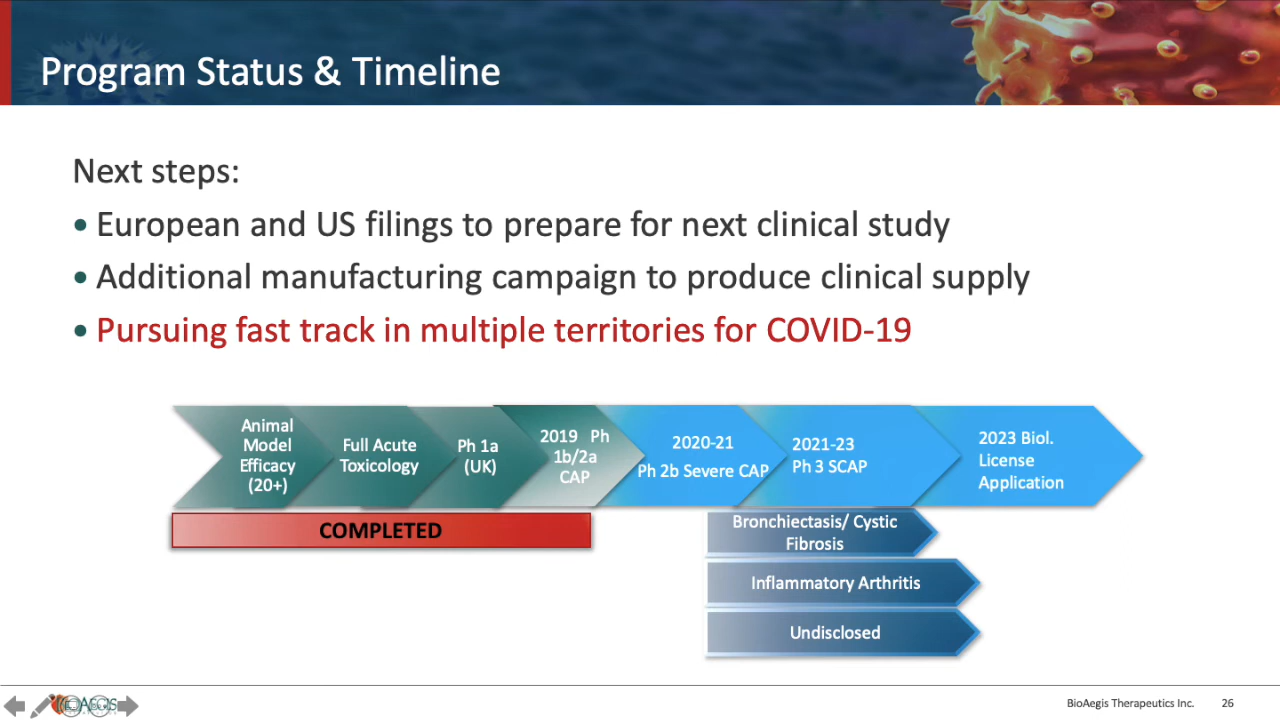 Program Status & Timeline
Next steps:
• European and US filings to prepare for next clinical study
• Additional manufacturing campaign to produce clinical supply
• Pursuing fast track in multiple territories for COVID-19
Animal
Model
Efficacy
(20+)
Full Acute
Toxicology
Ph 1a
(UK)
2019 Ph
1b/2a
CAP
2020-21
Ph 2b Severe CAP
2021-23
Ph 3 SCAP
2023 Biol.
License
Application
COMPLETED
Bronchiectasis/ Cystic
Fibrosis
Inflammatory Arthritis
Undisclosed
BioAegis Therapeutics Inc.
26